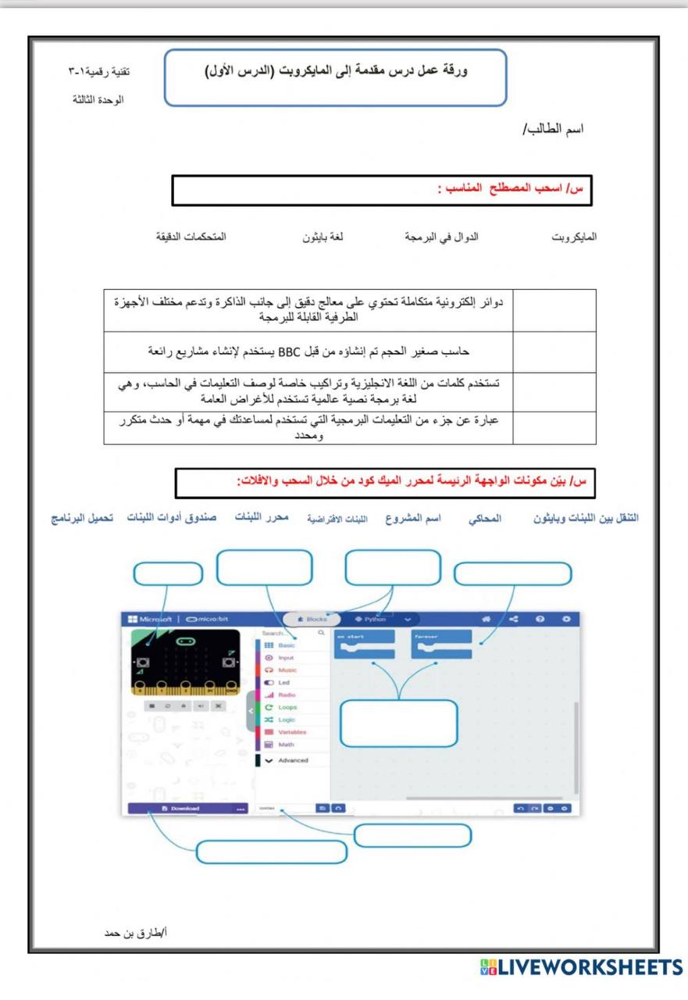 ورقة عمل درس مقدمة إلى المايكروبت (الدرس الأول)
تقنية رقمية١-٣
الوحدة الثالثة
اسم الطالب/
س/ اسحب المصطلح المناسب :
المايكروبت الدوال في البرمجة لغة بايثون المتحكمات الدقيقة
دوائر إلكترونية متكاملة تحتوي على معالج دقيق إلى جانب الذاكرة وتدعم مختلف الأجهزة
الطرفية القابلة للبرمجة
حاسب صغير الحجم تم إنشاؤه من قبل BBC يستخدم لإنشاء مشاريع رائعة
تستخدم كلمات من اللغة الانجليزية وتراكيب خاصة لوصف التعليمات في الحاسب، وهي
لغة برمجة نصية عالمية تستخدم للأغراض العامة
عبارة عن جزء من التعليمات البرمجية التي تستخدم لمساعدتك في مهمة أو حدث متكرر
ومحدد
س/ بيّن مكونات الواجهة الرئيسة لمحرر الميك كود من خلال السحب والافلات:
التنقل بين اللبنات وبايثون المحاكي اسم المشروع اللبنات الافتراضية محرر اللبنات صندوق أدوات اللبنات تحميل البرنامج
Microsoft | micro:bit Blocks Python
Search...
on start forever
Basic
Input
Music
Led
Radio
Loops
Logic
Variables
Math
Advanced
0 1 2 3V GND
Download ... Untitled
أ/طارق بن حمد
LIVEWORKSHEETS